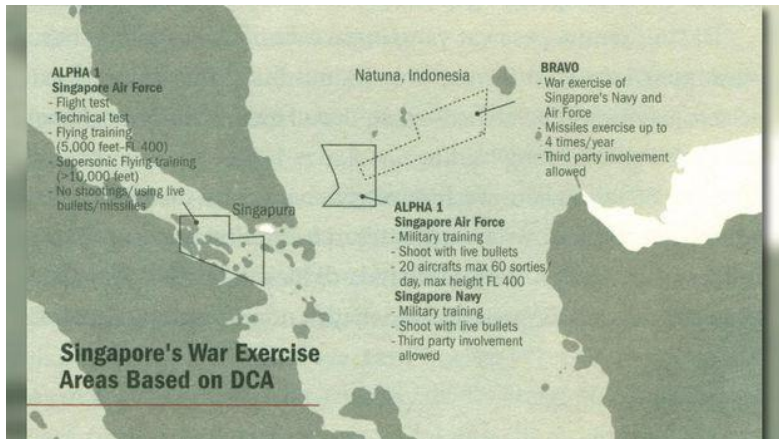 ALPHA 1
Singapore Air Force
- Flight test
- Technical test
- Flying training
(5,000 feet-FL 400)
- Supersonic Flying training
(>10,000 feet)
- No shootings/using live
bullets/missilies
Singapura
Natuna, Indonesia
BRAVO
- War exercise of
Singapore's Navy and
Air Force
- Missiles exercise up to
4 times/year
- Third party involvement
allowed
ALPHA 1
Singapore Air Force
- Military training
- Shoot with live bullets
- 20 aircrafts max 60 sorties/
day, max height FL 400
Singapore Navy
- Military training
- Shoot with live bullets
- Third party involvement
allowed
Singapore's War Exercise
Areas Based on DCA